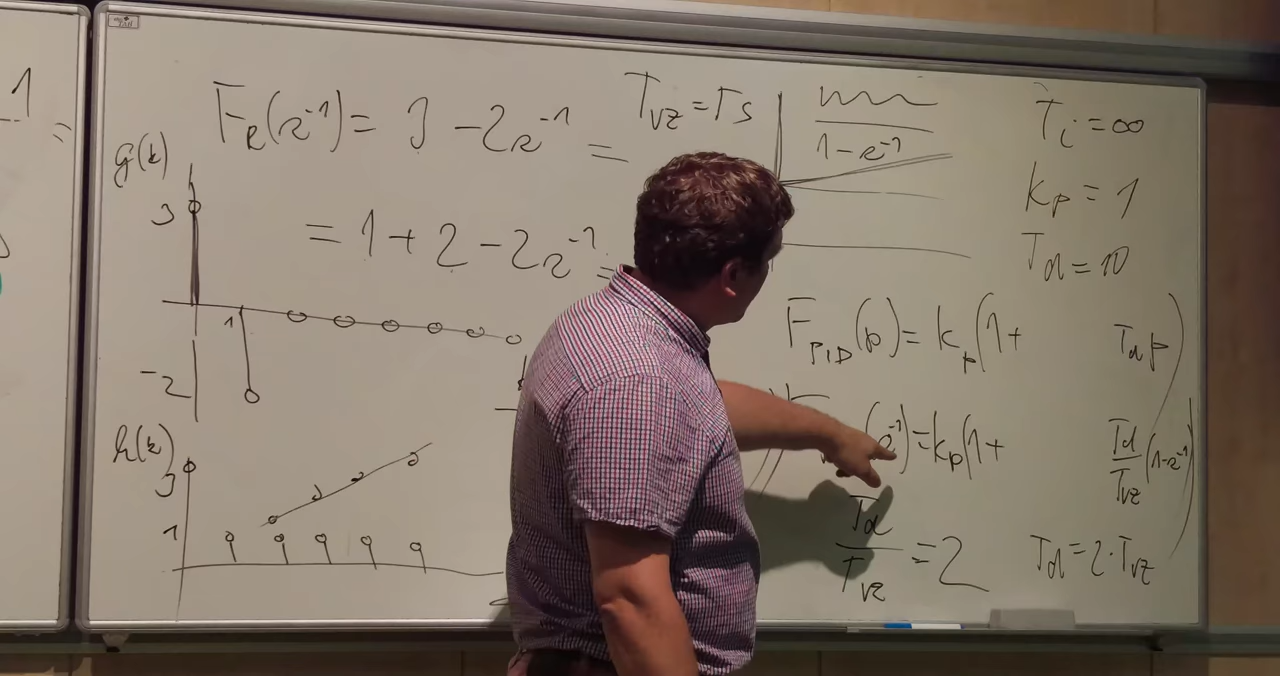 1
=
F_R(z^-1) = 3 - 2z^-1 =
= 1 + 2 - 2z^-1 =
g(k)
3
1
-2
h(k)
3
1
T_vz = Ts
1 - z^-1
T_i = ∞
k_p = 1
T_d = 10
F_PID(p) = k_p(1+ T_d p)
(z^-1) = k_p(1+ T_d/T_vz (1-z^-1))
T_d/T_vz = 2
T_d = 2·T_vz